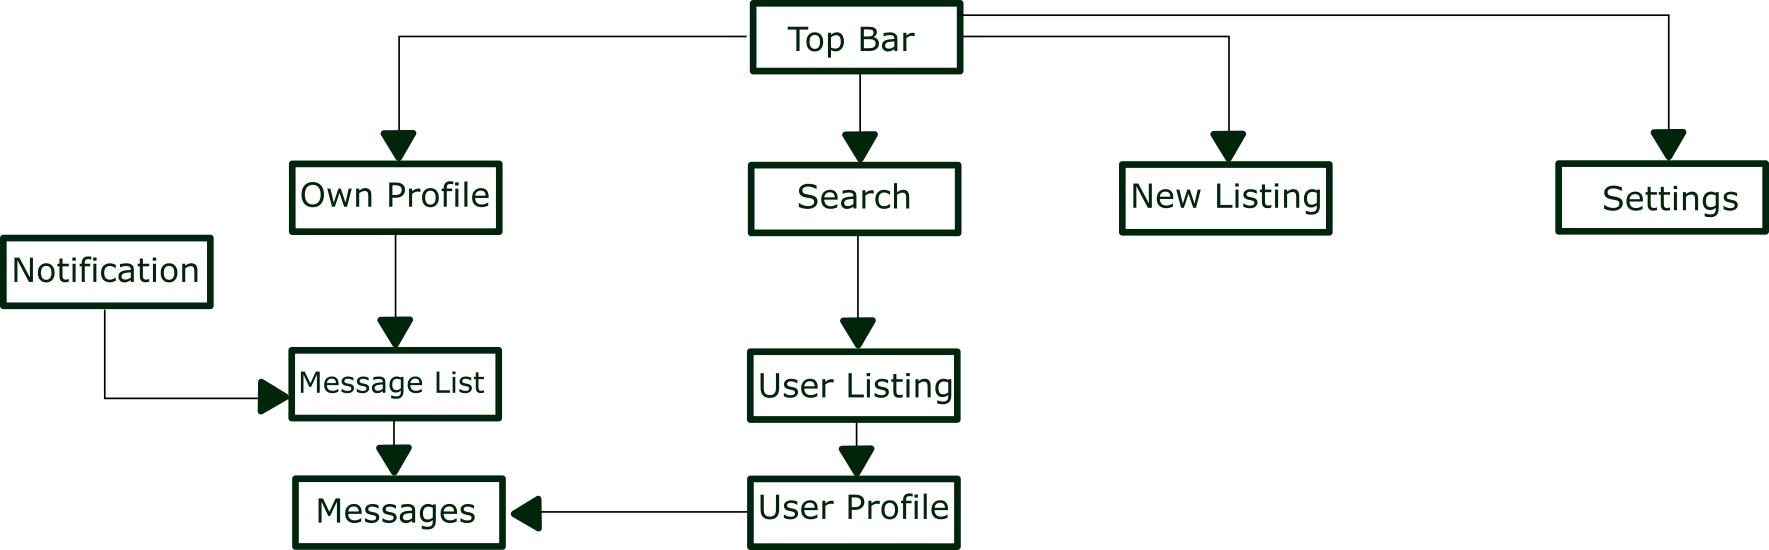 Top Bar
Own Profile
Search
New Listing
Settings
Notification
Message List
User Listing
Messages
User Profile